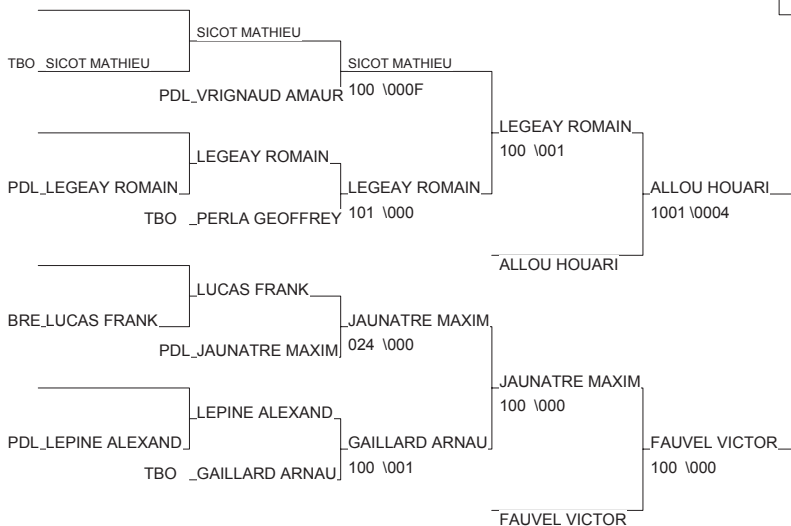 SICOT MATHIEU
TBO SICOT MATHIEU SICOT MATHIEU
PDL VRIGNAUD AMAUR 100 \000F
LEGEAY ROMAIN
100 \001
LEGEAY ROMAIN
PDL LEGEAY ROMAIN LEGEAY ROMAIN ALLOU HOUARI
TBO PERLA GEOFFREY 101 \000 1001 \0004
ALLOU HOUARI
LUCAS FRANK
BRE LUCAS FRANK JAUNATRE MAXIM
PDL JAUNATRE MAXIM 024 \000
JAUNATRE MAXIM
100 \000
LEPINE ALEXAND
PDL LEPINE ALEXAND GAILLARD ARNAU FAUVEL VICTOR
TBO GAILLARD ARNAU 100 \001 100 \000
FAUVEL VICTOR